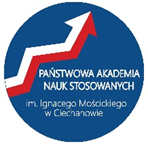 PAŃSTWOWA AKADEMIA
NAUK STOSOWANYCH
im. Ignacego Mościckiego
w Ciechanowie